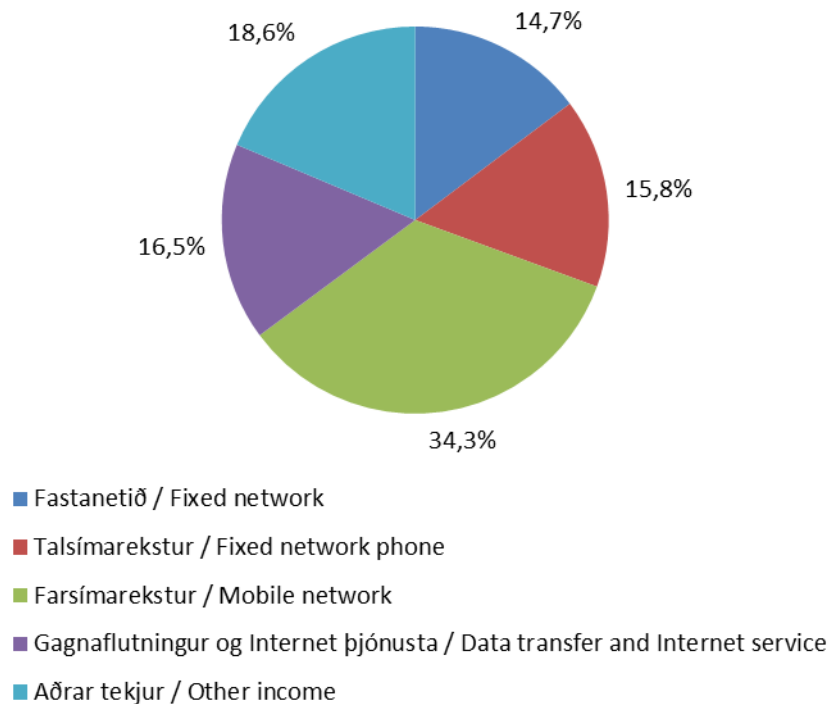 18,6%
14,7%
15,8%
16,5%
34,3%
Fastanetið / Fixed network
Talsímarekstur / Fixed network phone
Farsímarekstur / Mobile network
Gagnaflutningur og Internet þjónusta / Data transfer and Internet service
Aðrar tekjur / Other income